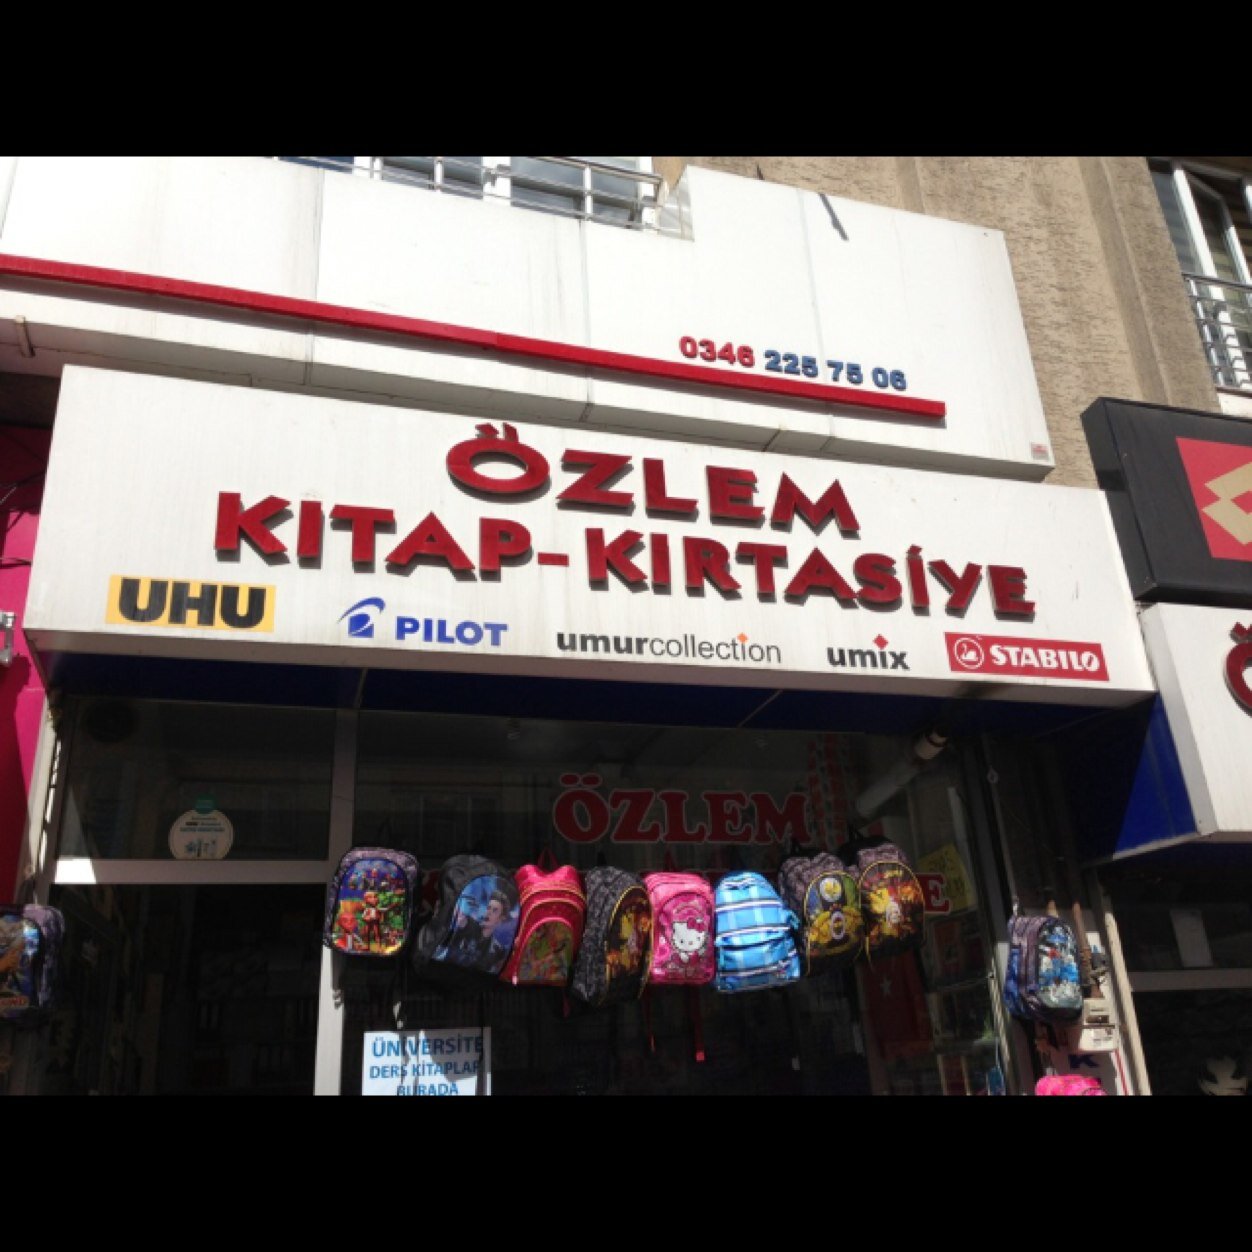 0346 225 75 06
ÖZLEM
KITAP-KIRTASİYE
UHU
PILOT
umurcollection
umix
STABILO
ÖZLEM
ÜNİVERSİTE
DERS KİTAPLAR
BURADA